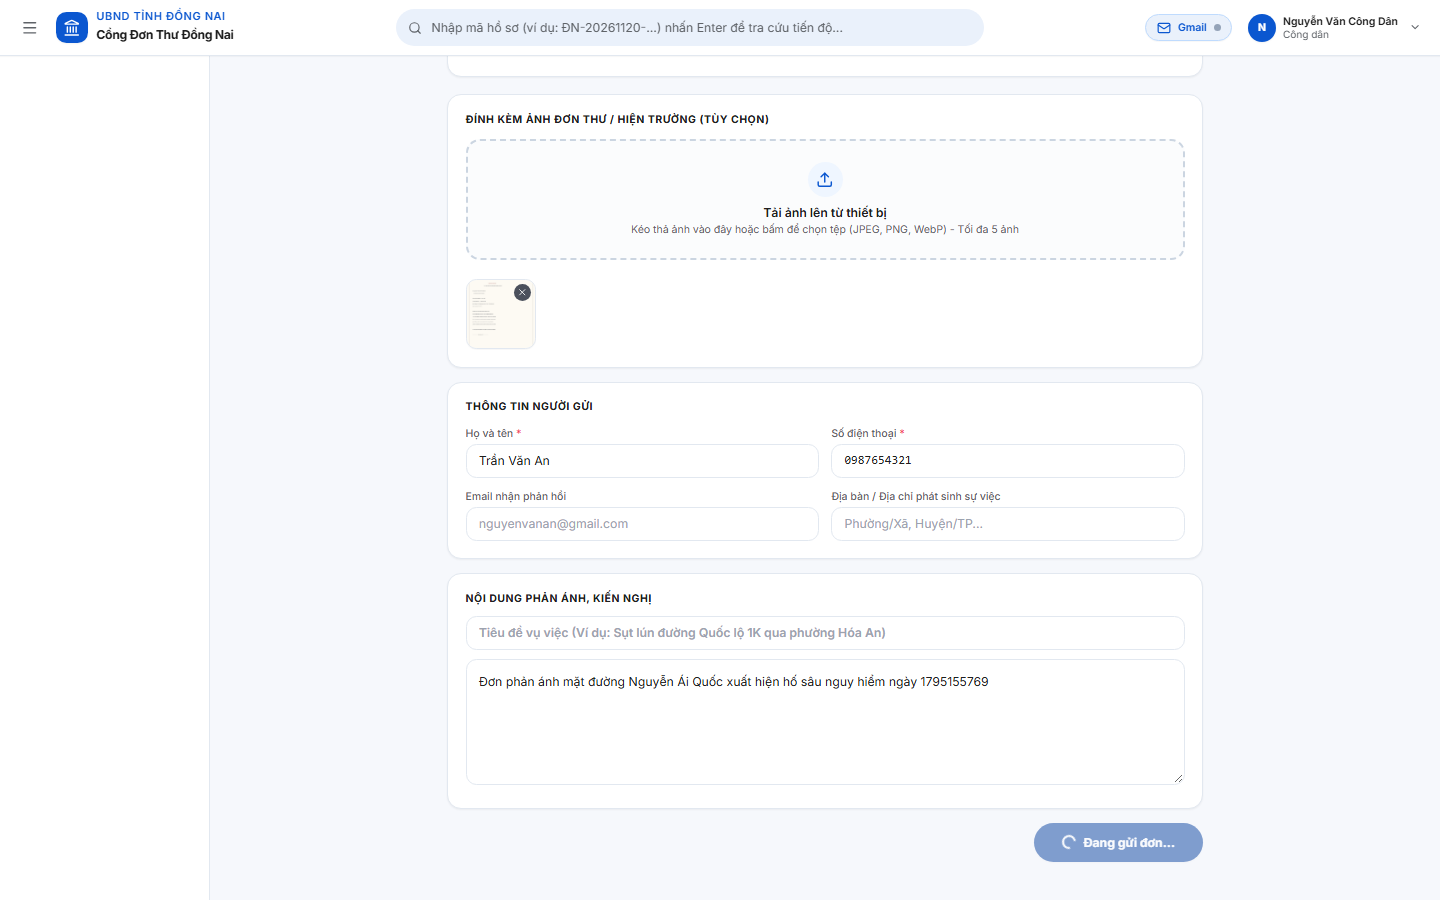 UBND TỈNH ĐỒNG NAI
Cổng Đơn Thư Đồng Nai
Nhập mã hồ sơ (ví dụ: ĐN-20261120-...) nhấn Enter để tra cứu tiến độ...
Gmail
N
Nguyễn Văn Công Dân
Công dân
ĐÍNH KÈM ẢNH ĐƠN THƯ / HIỆN TRƯỜNG (TÙY CHỌN)
Tải ảnh lên từ thiết bị
Kéo thả ảnh vào đây hoặc bấm để chọn tệp (JPEG, PNG, WebP) - Tối đa 5 ảnh
THÔNG TIN NGƯỜI GỬI
Họ và tên *
Số điện thoại *
Trần Văn An
0987654321
Email nhận phản hồi
Địa bàn / Địa chỉ phát sinh sự việc
nguyenvanan@gmail.com
Phường/Xã, Huyện/TP...
NỘI DUNG PHẢN ÁNH, KIẾN NGHỊ
Tiêu đề vụ việc (Ví dụ: Sụt lún đường Quốc lộ 1K qua phường Hóa An)
Đơn phản ánh mặt đường Nguyễn Ái Quốc xuất hiện hố sâu nguy hiểm ngày 1795155769
Đang gửi đơn...